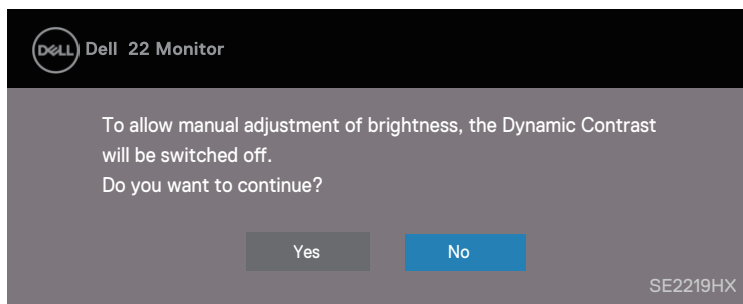 DELL Dell 22 Monitor
To allow manual adjustment of brightness, the Dynamic Contrast
will be switched off.
Do you want to continue?
Yes No
SE2219HX